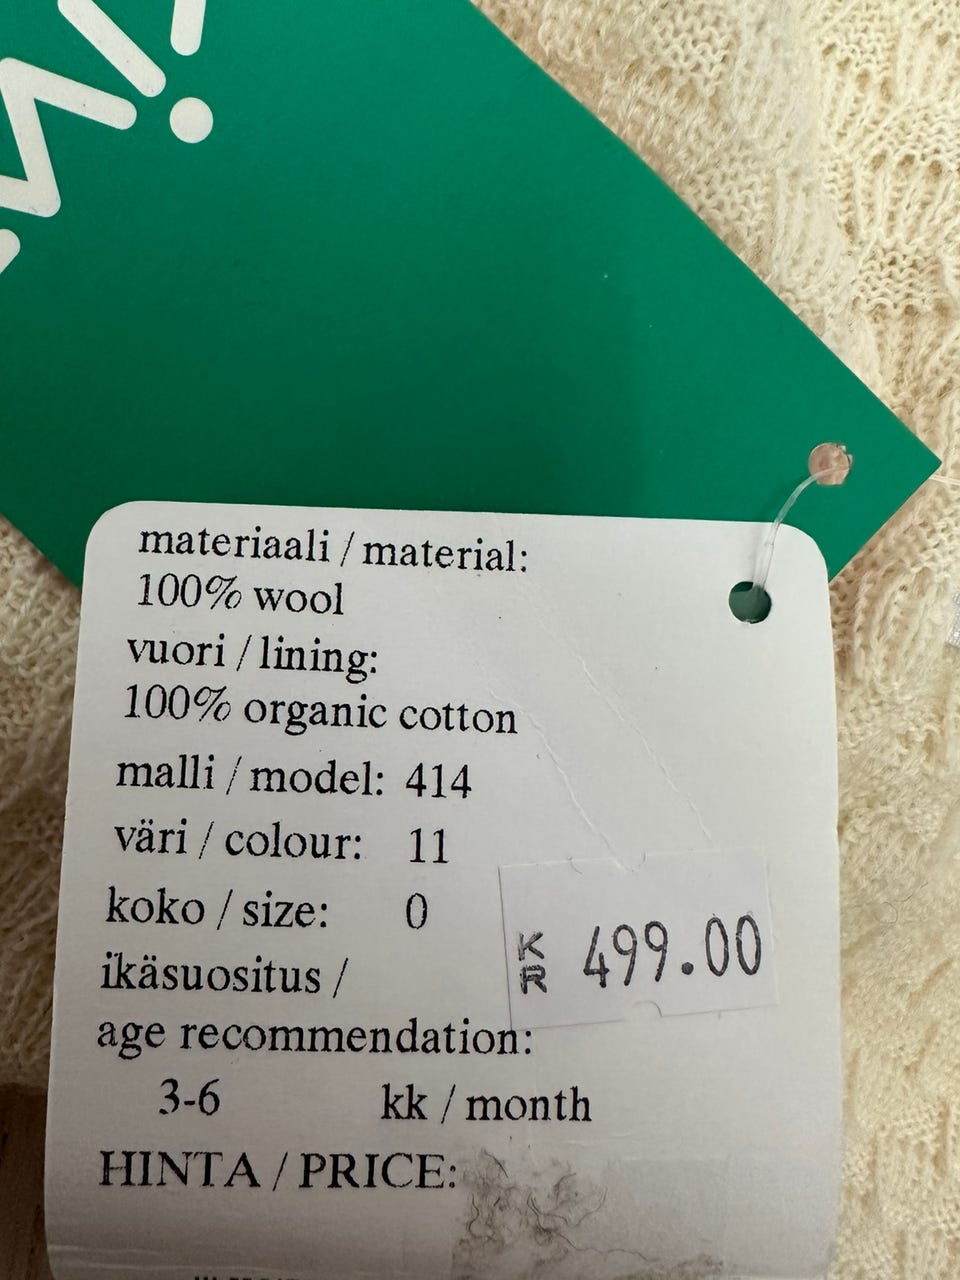 materiaali / material:
100% wool
vuori / lining:
100% organic cotton
malli / model: 414
väri / colour: 11
koko / size: 0
KR 499.00
ikäsuositus /
age recommendation:
3-6 kk / month
HINTA / PRICE: